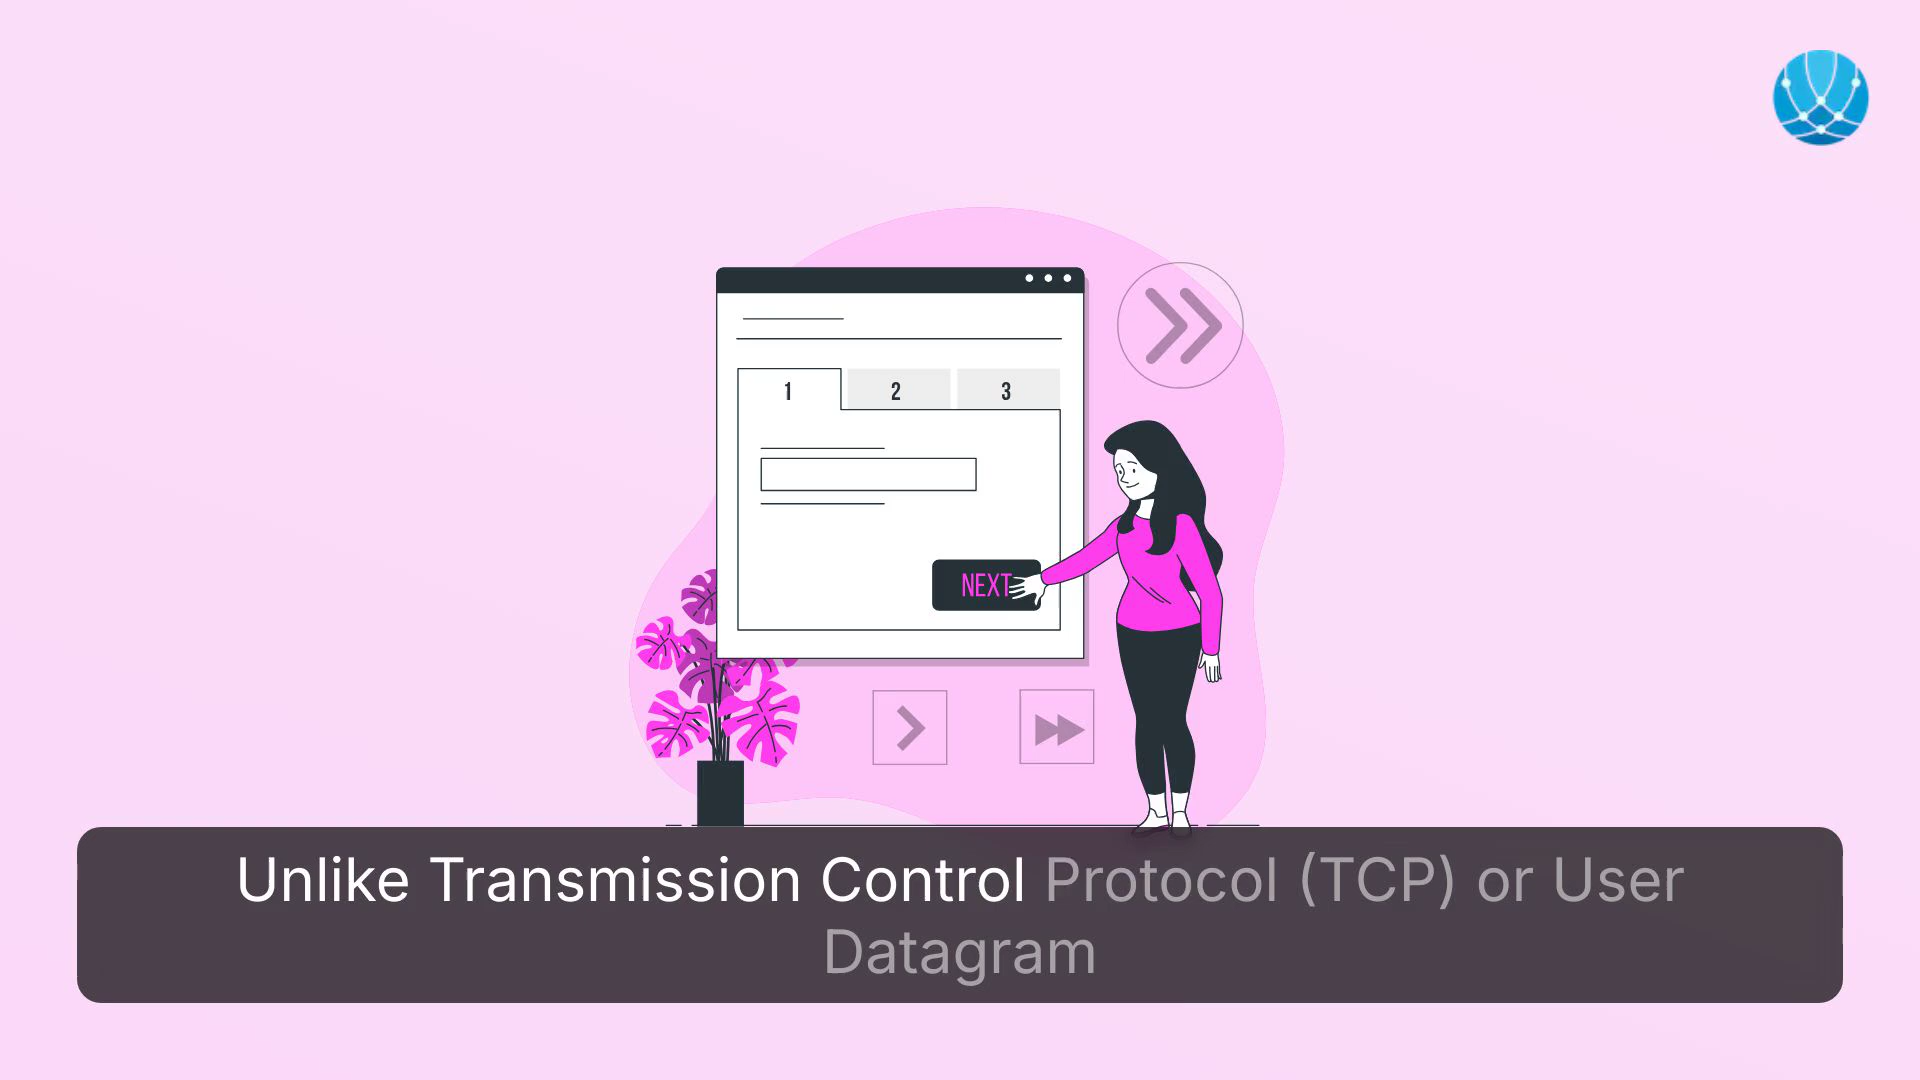 1 2 3
NEXT
Unlike Transmission Control Protocol (TCP) or User
Datagram